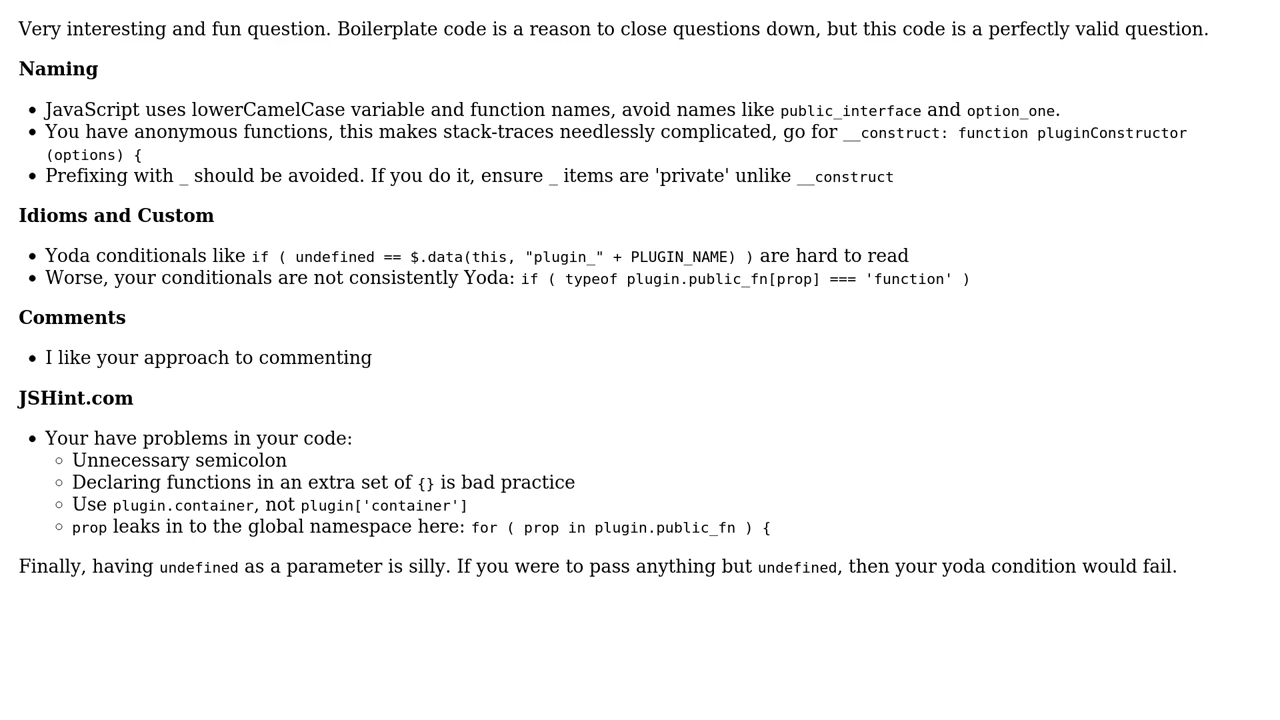 Very interesting and fun question. Boilerplate code is a reason to close questions down, but this code is a perfectly valid question.
Naming
• JavaScript uses lowerCamelCase variable and function names, avoid names like public_interface and option_one.
• You have anonymous functions, this makes stack-traces needlessly complicated, go for __construct: function pluginConstructor
(options) {
• Prefixing with _ should be avoided. If you do it, ensure _ items are 'private' unlike __construct
Idioms and Custom
• Yoda conditionals like if ( undefined == $.data(this, "plugin_" + PLUGIN_NAME) ) are hard to read
• Worse, your conditionals are not consistently Yoda: if ( typeof plugin.public_fn[prop] === 'function' )
Comments
• I like your approach to commenting
JSHint.com
• Your have problems in your code:
◦ Unnecessary semicolon
◦ Declaring functions in an extra set of {} is bad practice
◦ Use plugin.container, not plugin['container']
◦ prop leaks in to the global namespace here: for ( prop in plugin.public_fn ) {
Finally, having undefined as a parameter is silly. If you were to pass anything but undefined, then your yoda condition would fail.